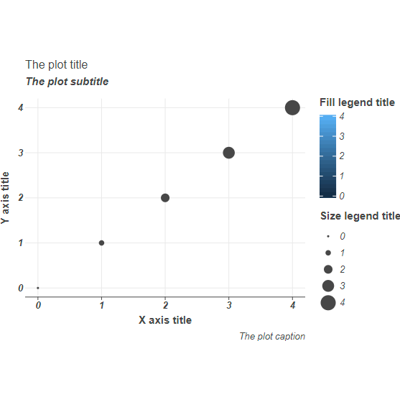 The plot title
The plot subtitle
Y axis title
4
3
2
1
0
0 1 2 3 4
X axis title
The plot caption
Fill legend title
4
3
2
1
0
Size legend title
0
1
2
3
4